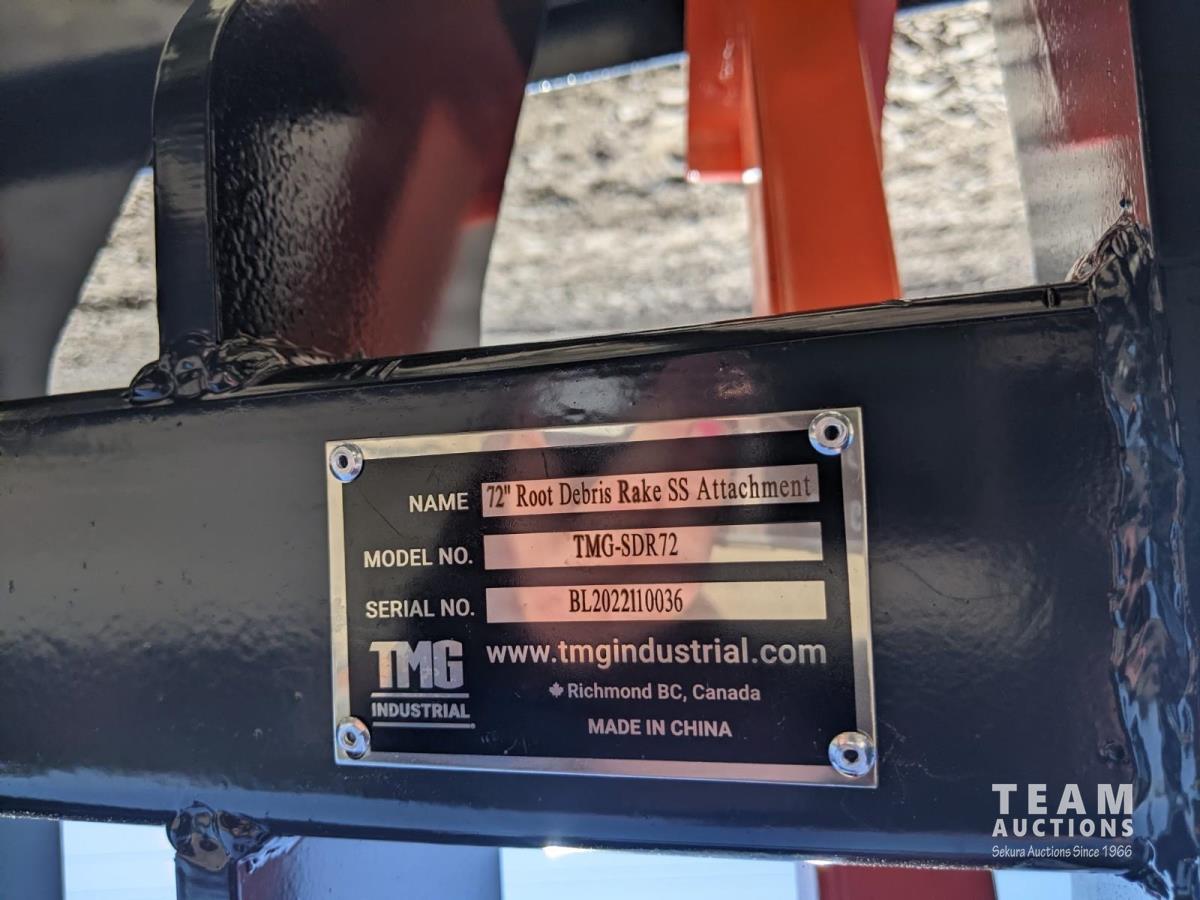 NAME 72" Root Debris Rake SS Attachment
MODEL NO. TMG-SDR72
SERIAL NO. BL2022110036
TMG
INDUSTRIAL
www.tmgindustrial.com
Richmond BC, Canada
MADE IN CHINA
TEAM
AUCTIONS
Sekura Auctions Since 1966